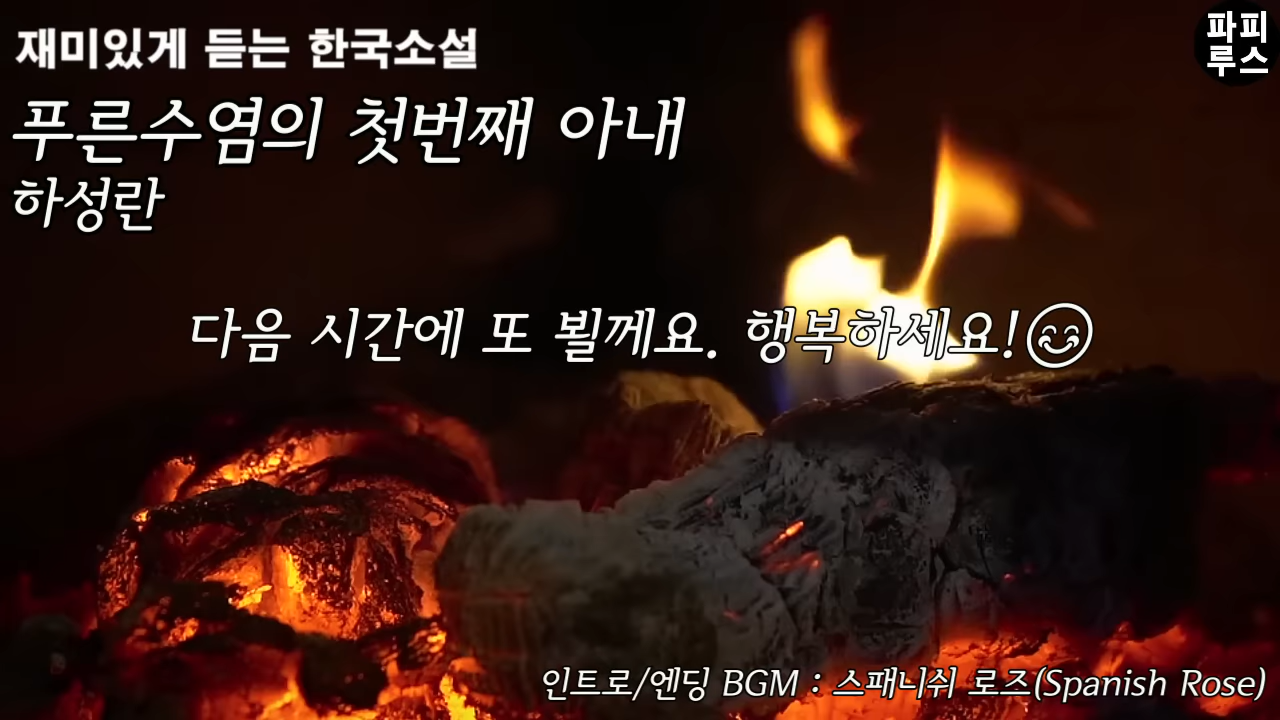 재미있게 듣는 한국소설
파피
루스
푸른수염의 첫번째 아내
하성란
다음 시간에 또 뵐께요. 행복하세요!😊
인트로/엔딩 BGM : 스패니쉬 로즈(Spanish Rose)